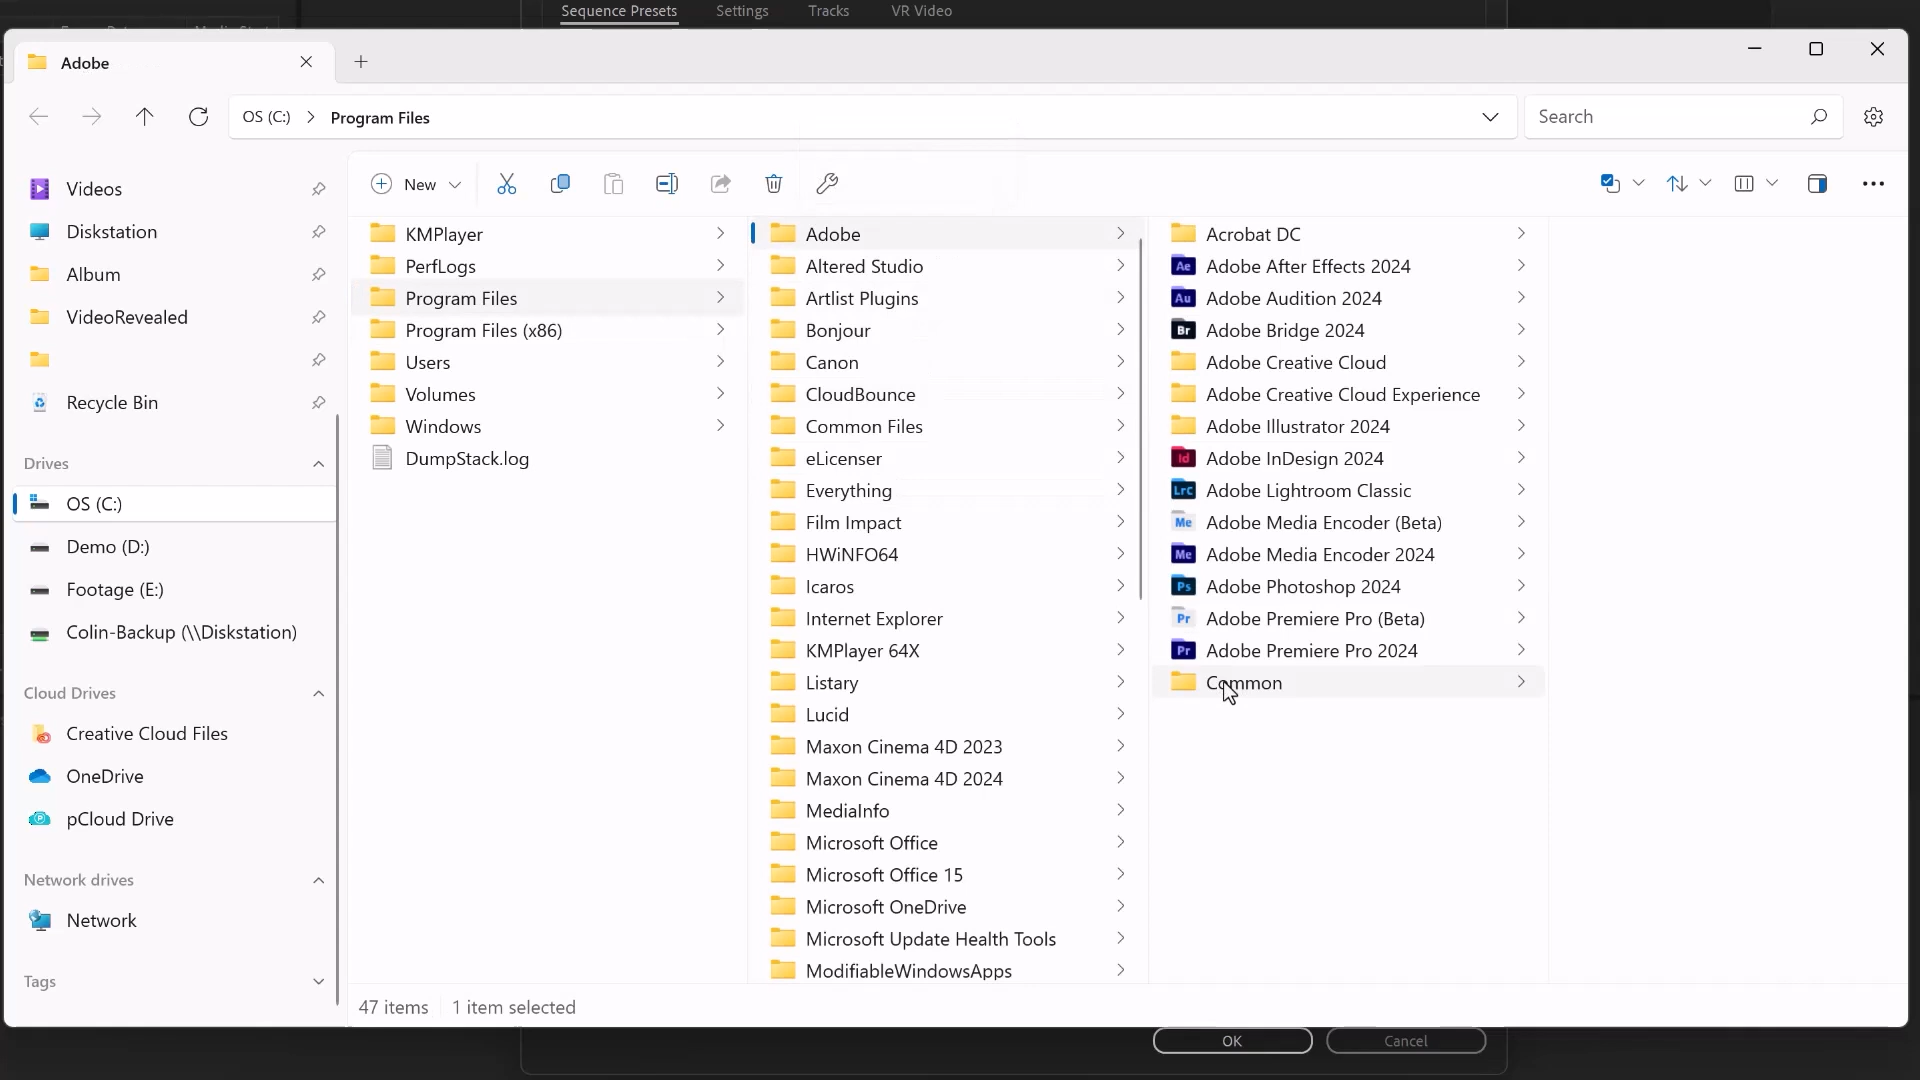 Sequence Presets
Settings
Tracks
VR Video
Adobe
OS (C:)
Program Files
Search
Videos
Diskstation
Album
VideoRevealed
Recycle Bin
Drives
OS (C:)
Demo (D:)
Footage (E:)
Colin-Backup (\\Diskstation)
Cloud Drives
Creative Cloud Files
OneDrive
pCloud Drive
Network drives
Network
Tags
New
KMPlayer
PerfLogs
Program Files
Program Files (x86)
Users
Volumes
Windows
DumpStack.log
Adobe
Altered Studio
Artlist Plugins
Bonjour
Canon
CloudBounce
Common Files
eLicenser
Everything
Film Impact
HWiNFO64
Icaros
Internet Explorer
KMPlayer 64X
Listary
Lucid
Maxon Cinema 4D 2023
Maxon Cinema 4D 2024
MediaInfo
Microsoft Office
Microsoft Office 15
Microsoft OneDrive
Microsoft Update Health Tools
ModifiableWindowsApps
Acrobat DC
Ae Adobe After Effects 2024
Au Adobe Audition 2024
Br Adobe Bridge 2024
Adobe Creative Cloud
Adobe Creative Cloud Experience
Adobe Illustrator 2024
Id Adobe InDesign 2024
LrC Adobe Lightroom Classic
Me Adobe Media Encoder (Beta)
Me Adobe Media Encoder 2024
Ps Adobe Photoshop 2024
Pr Adobe Premiere Pro (Beta)
Pr Adobe Premiere Pro 2024
Common
47 items
1 item selected
OK
Cancel